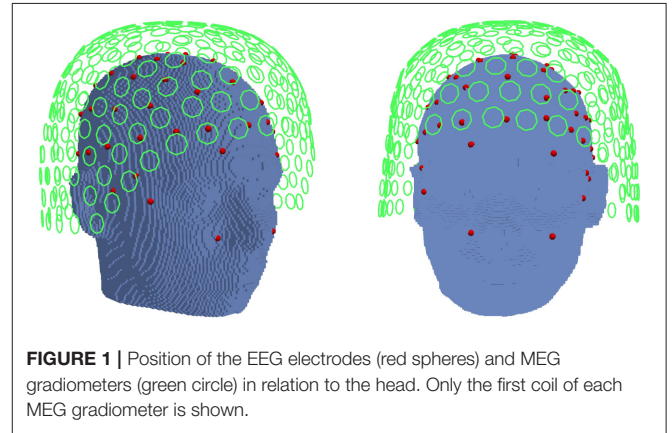 FIGURE 1 | Position of the EEG electrodes (red spheres) and MEG
gradiometers (green circle) in relation to the head. Only the first coil of each
MEG gradiometer is shown.